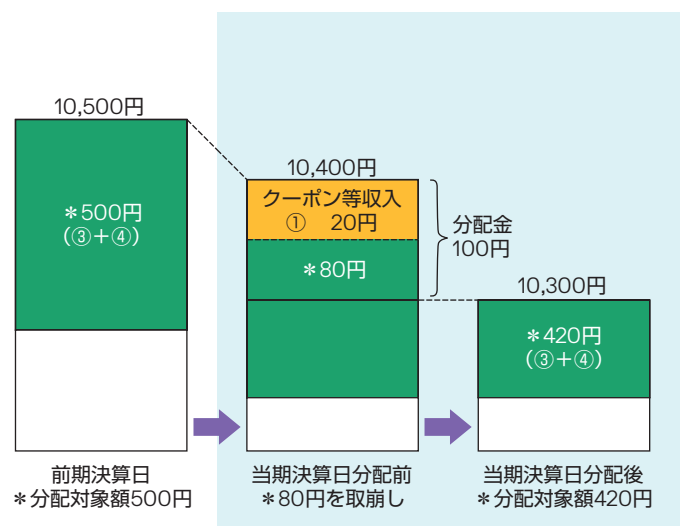 10,500円
＊500円
(③＋④)
前期決算日
＊分配対象額500円
10,400円
クーポン等収入
①　20円
＊80円
分配金
100円
当期決算日分配前
＊80円を取崩し
10,300円
＊420円
(③＋④)
当期決算日分配後
＊分配対象額420円